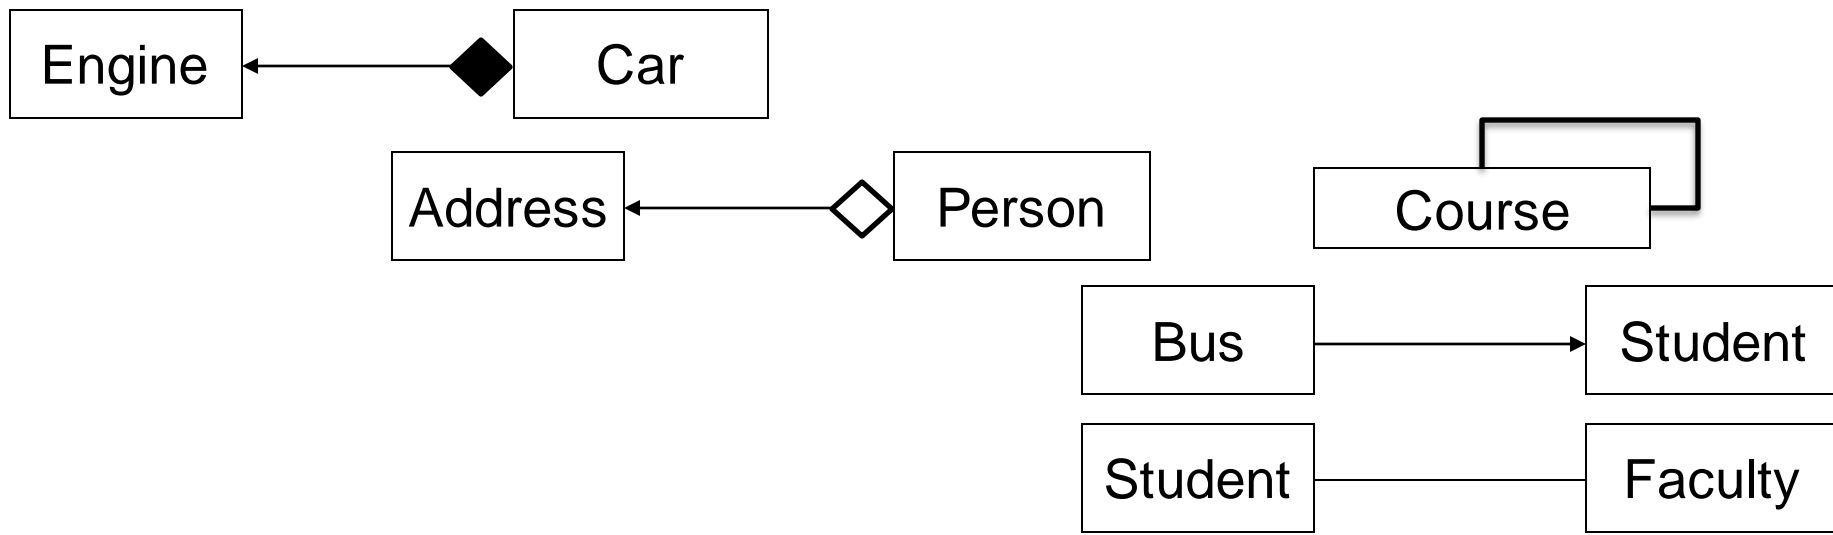 Engine
Car
Address
Person
Course
Bus
Student
Student
Faculty